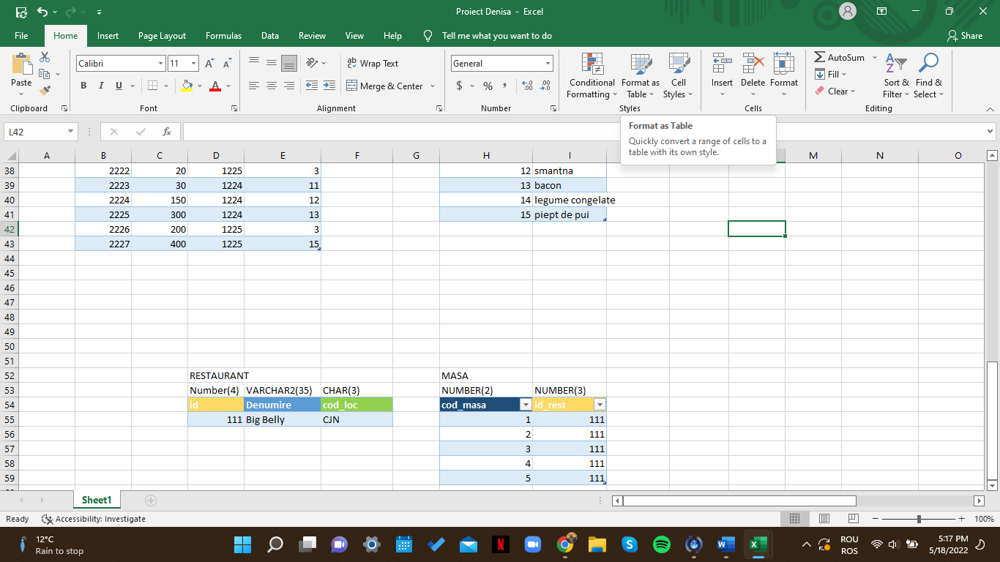 Proiect Denisa - Excel
File Home Insert Page Layout Formulas Data Review View Help Tell me what you want to do Share
Paste
Clipboard
Calibri 11
B I U A
Font
Wrap Text
Merge & Center
Alignment
General
$ % , .00
Number
Conditional Formatting
Format as Table
Cell Styles
Styles
Insert Delete Format
Cells
AutoSum
Fill
Clear
Sort & Filter
Find & Select
Editing
L42 fx
Format as Table
Quickly convert a range of cells to a
table with its own style.
A B C D E F G H I M N O
38 2222 20 1225 3 12 smantna
39 2223 30 1224 11 13 bacon
40 2224 150 1224 12 14 legume congelate
41 2225 300 1224 13 15 piept de pui
42 2226 200 1225 3
43 2227 400 1225 15
44
45
46
47
48
49
50
51
52 RESTAURANT MASA
53 Number(4) VARCHAR2(35) CHAR(3) NUMBER(2) NUMBER(3)
54 id Denumire cod_loc cod_masa id_rest
55 111 Big Belly CJN 1 111
56 2 111
57 3 111
58 4 111
59 5 111
Sheet1
Ready Accessibility: Investigate 100%
12°C
Rain to stop
ROU
ROS
5:17 PM
5/18/2022